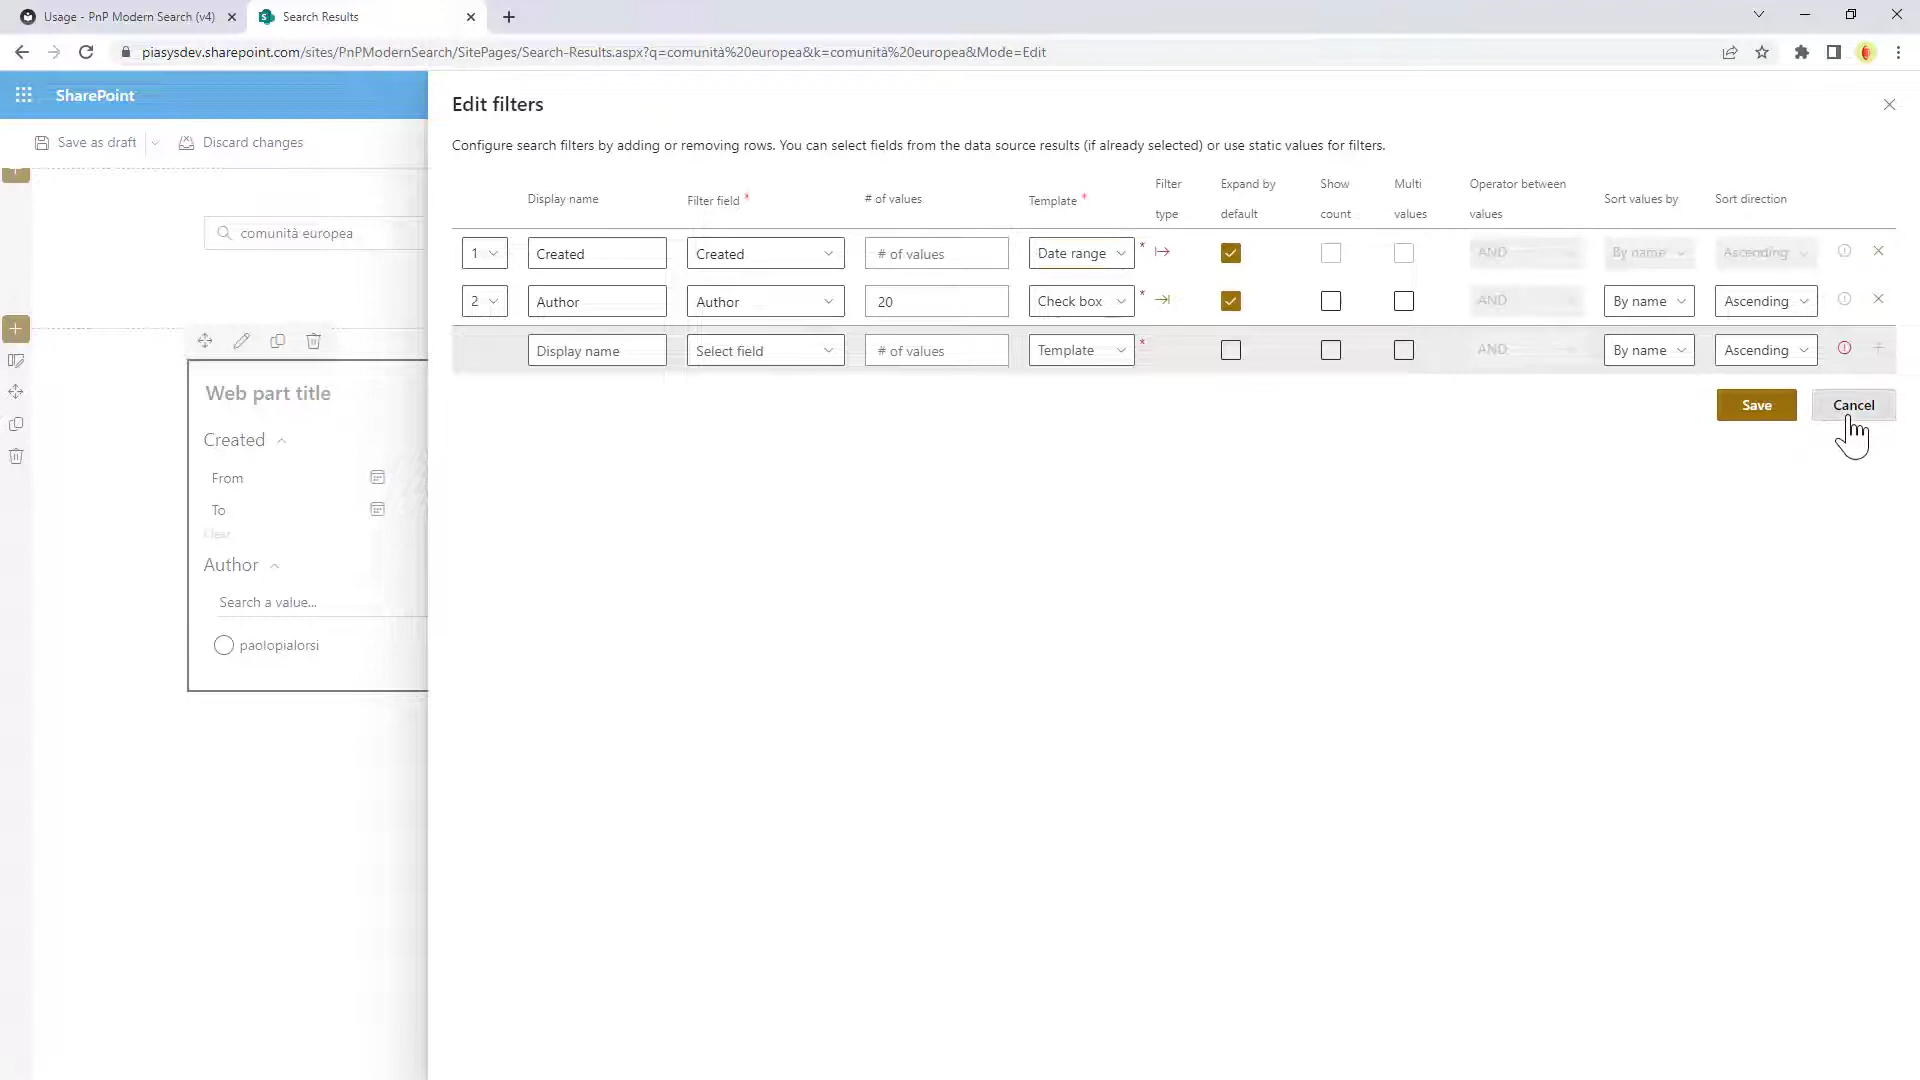 Usage - PnP Modern Search (v4)
Search Results
piasysdev.sharepoint.com/sites/PnPModernSearch/SitePages/Search-Results.aspx?q=comunità%20europea&k=comunità%20europea&Mode=Edit
SharePoint
Save as draft
Discard changes
comunità europea
Web part title
Created
From
To
Clear
Author
Search a value...
paolopialorsi
Edit filters
Configure search filters by adding or removing rows. You can select fields from the data source results (if already selected) or use static values for filters.
Display name Filter field * # of values Template * Filter type Expand by default Show count Multi values Operator between values Sort values by Sort direction
1 Created Created # of values Date range * AND By name Ascending
2 Author Author 20 Check box * AND By name Ascending
Display name Select field # of values Template * AND By name Ascending
Save Cancel